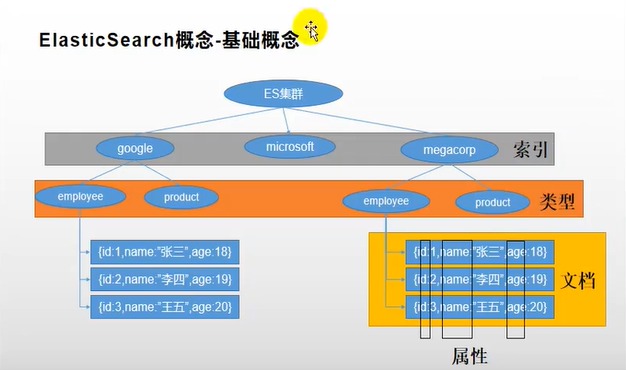 ElasticSearch概念-基础概念
ES集群
google
microsoft
megacorp
索引
employee
product
employee
product
类型
{id:1,name:"张三",age:18}
{id:2,name:"李四",age:19}
{id:3,name:"王五",age:20}
{id:1,name:"张三",age:18}
{id:2,name:"李四",age:19}
{id:3,name:"王五",age:20}
文档
属性